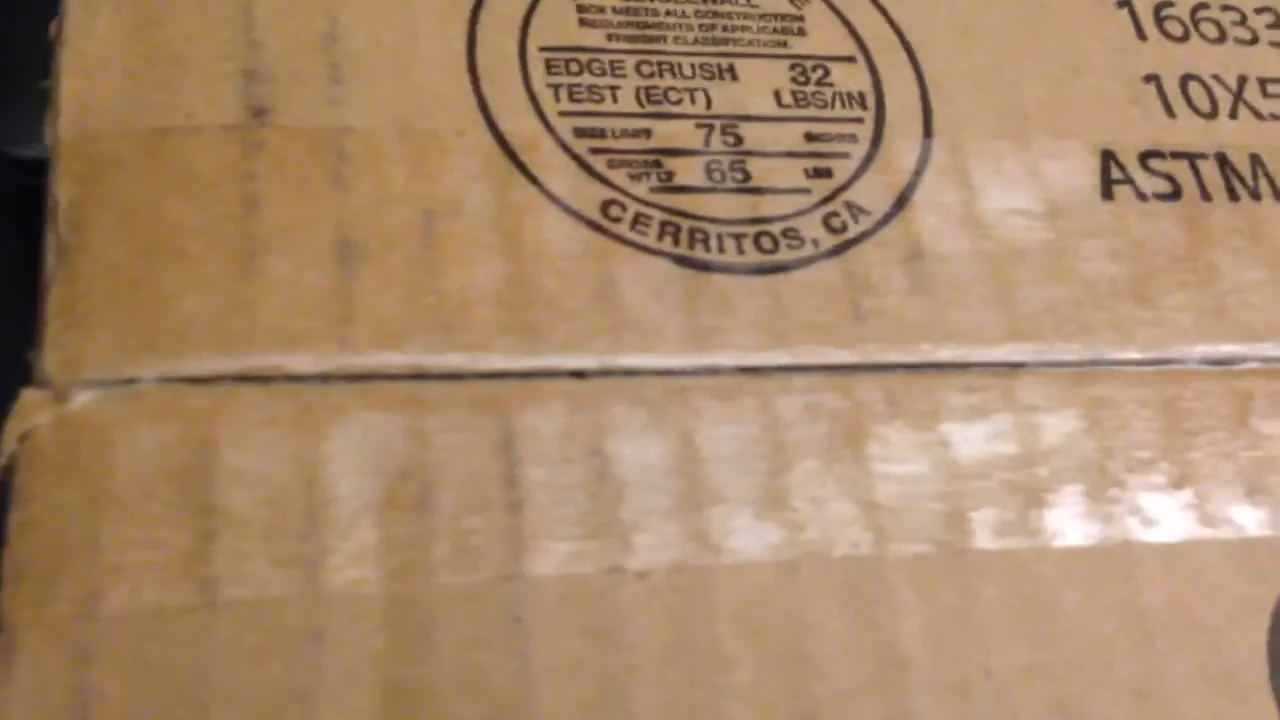 BOX MEETS ALL CONSTRUCTION
REQUIREMENTS OF APPLICABLE
FREIGHT CLASSIFICATION.
EDGE CRUSH 32
TEST (ECT) LBS/IN
SIZE LIMIT 75 INCHES
GROSS
WT LT 65 LBS
CERRITOS, CA
16633
10X5
ASTM